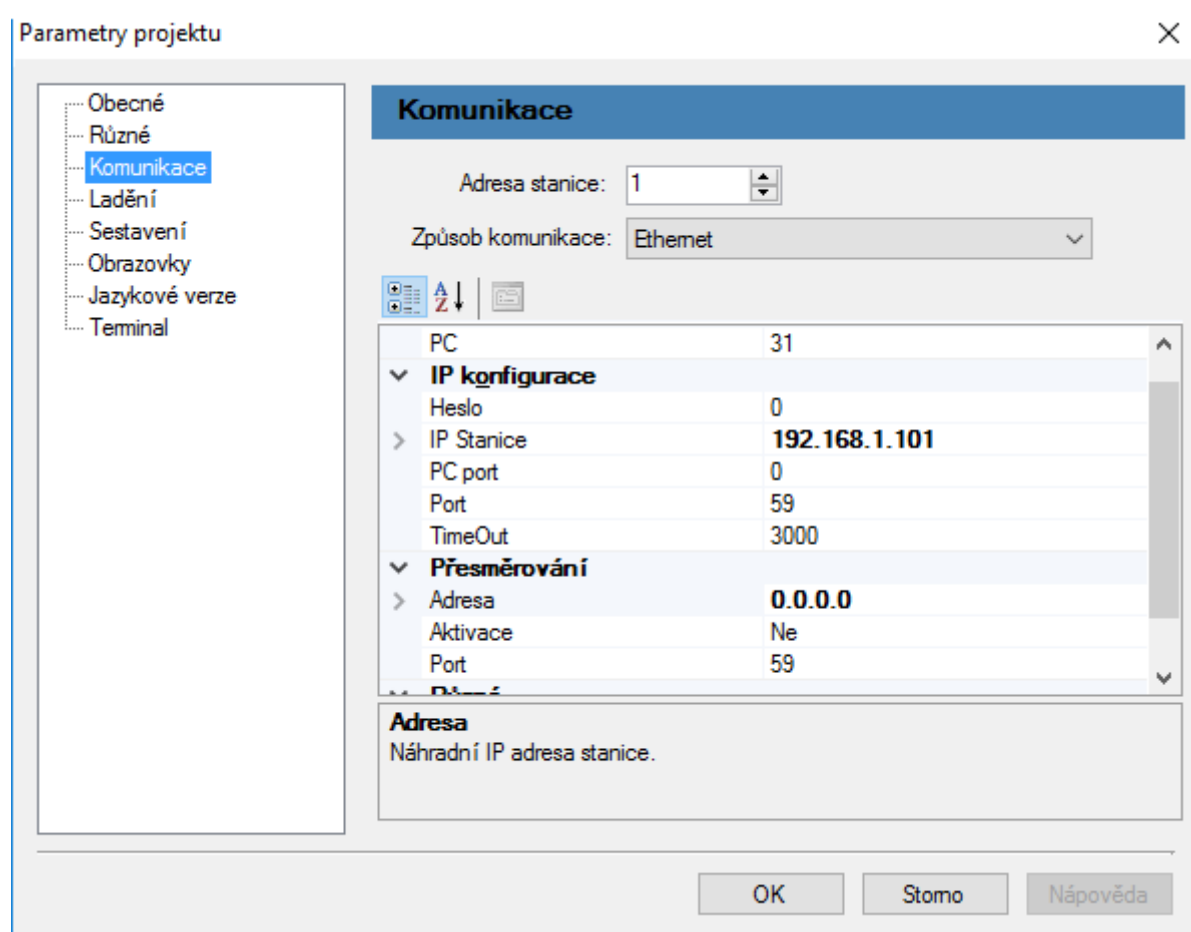 Parametry projektu
Obecné
Různé
Komunikace
Ladění
Sestavení
Obrazovky
Jazykové verze
Terminal
Komunikace
Adresa stanice: 1
Způsob komunikace: Ethernet
PC 31
IP konfigurace
Heslo 0
IP Stanice 192.168.1.101
PC port 0
Port 59
TimeOut 3000
Přesměrování
Adresa 0.0.0.0
Aktivace Ne
Port 59
Adresa
Náhradní IP adresa stanice.
OK Storno Nápověda